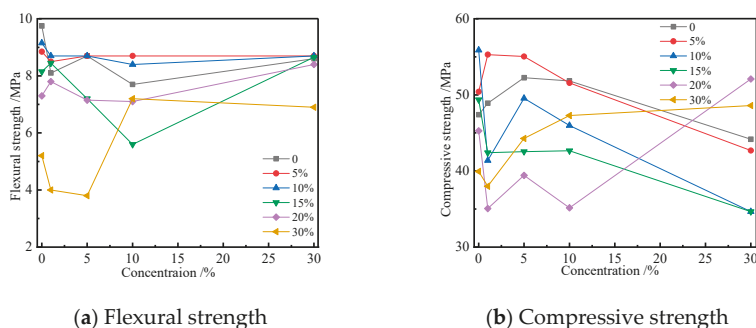 10
8
6
4
2
Flexural strength /MPa
0
5%
10%
15%
20%
30%
0 5 10 15 20 25 30
Concentraion /%
(a) Flexural strength
60
50
40
30
Compressive strength /MPa
0
5%
10%
15%
20%
30%
0 5 10 15 20 25 30
Concentration /%
(b) Compressive strength